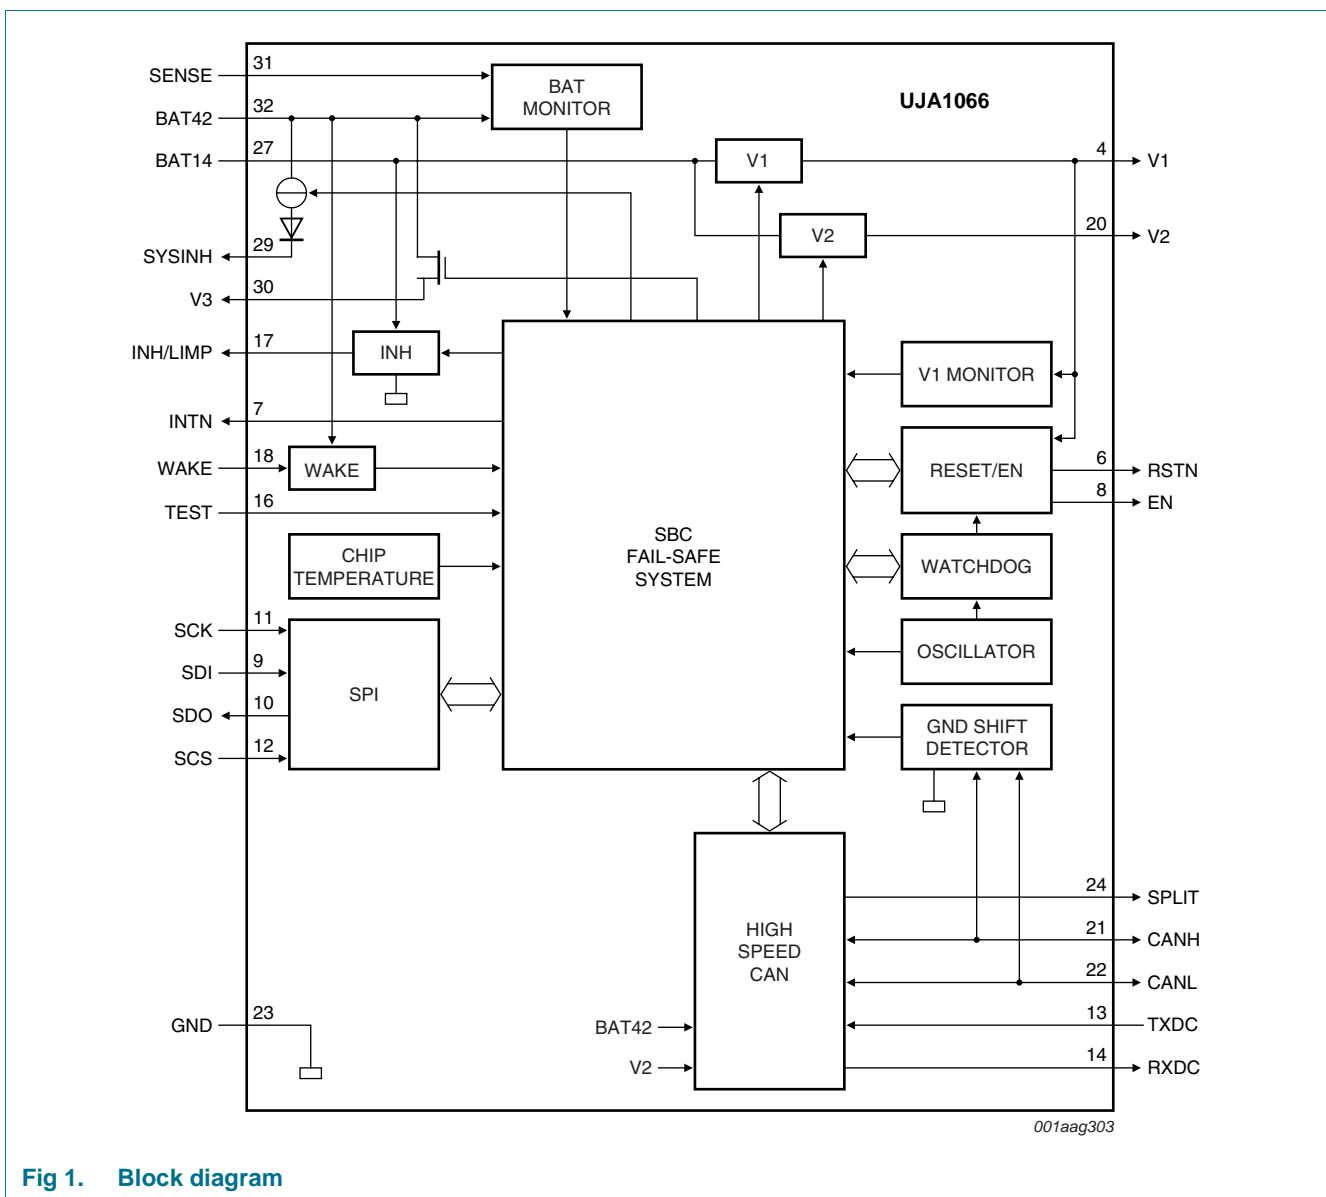 UJA1066
SENSE
31
BAT42
32
BAT14
27
SYSINH
29
V3
30
INH/LIMP
17
INTN
7
WAKE
18
TEST
16
SCK
11
SDI
9
SDO
10
SCS
12
GND
23
BAT
MONITOR
V1
V2
INH
WAKE
CHIP
TEMPERATURE
SPI
SBC
FAIL-SAFE
SYSTEM
V1 MONITOR
RESET/EN
WATCHDOG
OSCILLATOR
GND SHIFT
DETECTOR
HIGH
SPEED
CAN
BAT42
V2
4
V1
20
V2
6
RSTN
8
EN
24
SPLIT
21
CANH
22
CANL
13
TXDC
14
RXDC
001aag303
Fig 1. Block diagram